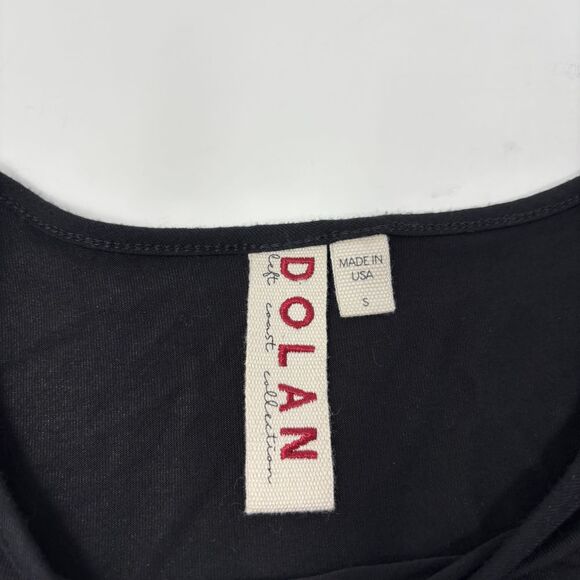 DOLAN
left coast collection
MADE IN
USA
S